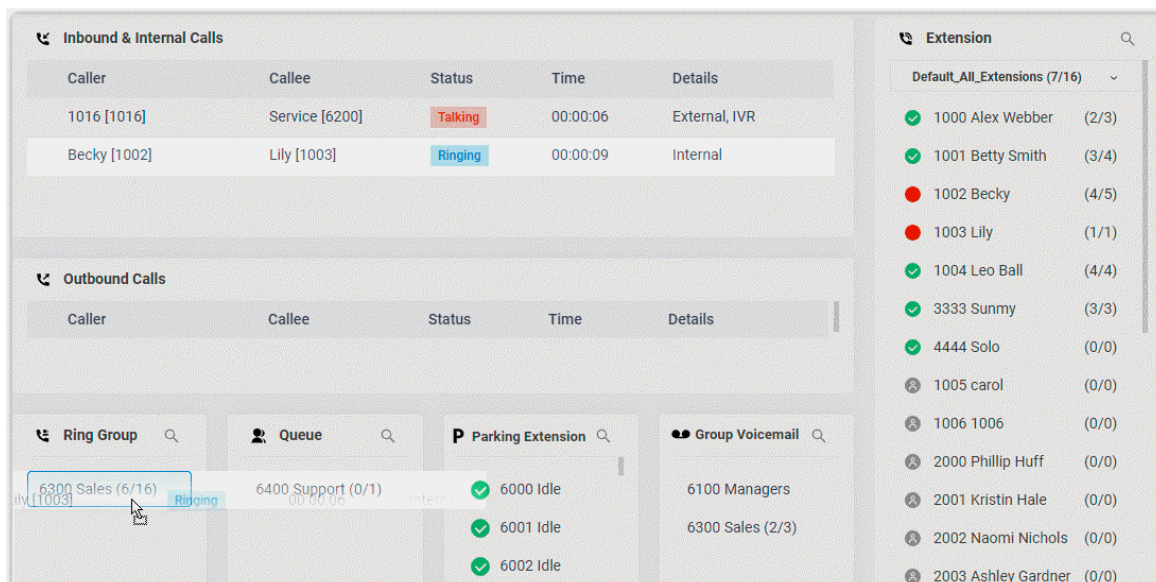 Inbound & Internal Calls
Caller Callee Status Time Details
1016 [1016] Service [6200] Talking 00:00:06 External, IVR
Becky [1002] Lily [1003] Ringing 00:00:09 Internal
Outbound Calls
Caller Callee Status Time Details
Ring Group
6300 Sales (6/16)
[1003] Ringing 00:00:06
Queue
6400 Support (0/1)
Parking Extension
6000 Idle
6001 Idle
6002 Idle
Group Voicemail
6100 Managers
6300 Sales (2/3)
Extension
Default_All_Extensions (7/16)
1000 Alex Webber (2/3)
1001 Betty Smith (3/4)
1002 Becky (4/5)
1003 Lily (1/1)
1004 Leo Ball (4/4)
3333 Sunmy (3/3)
4444 Solo (0/0)
1005 carol (0/0)
1006 1006 (0/0)
2000 Phillip Huff (0/0)
2001 Kristin Hale (0/0)
2002 Naomi Nichols (0/0)
2003 Ashley Gardner (0/0)